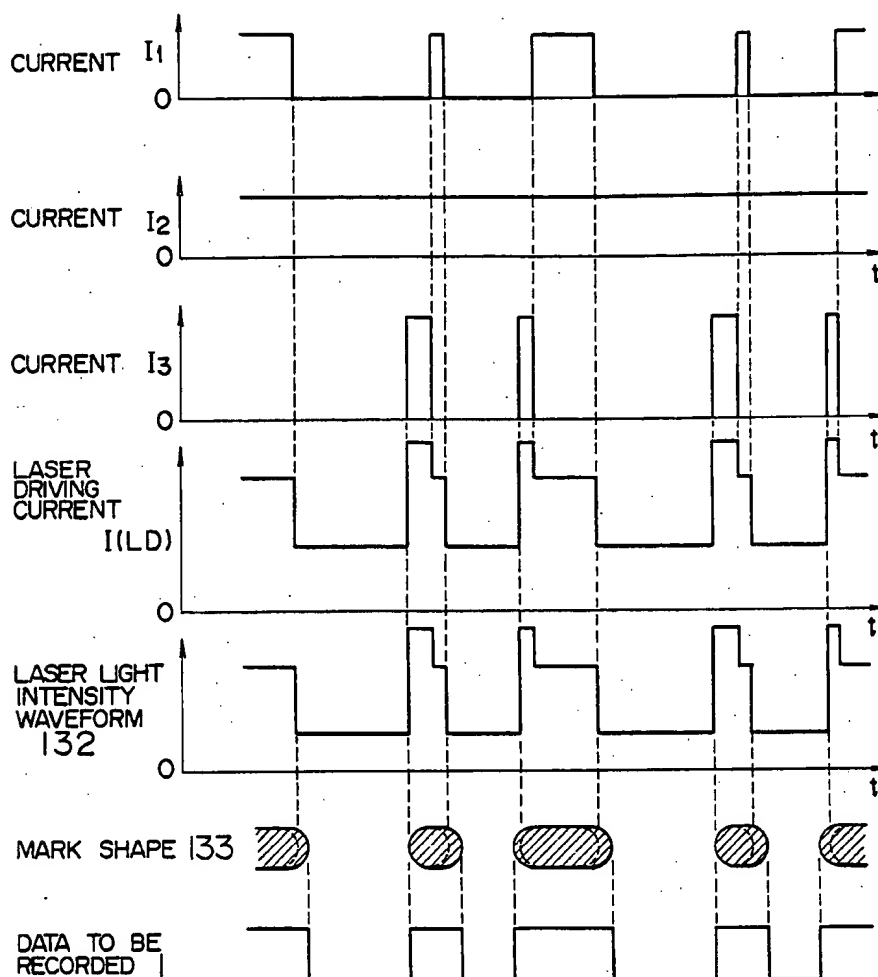 CURRENT I1
0
t
CURRENT I2
0
t
CURRENT I3
0
t
LASER
DRIVING
CURRENT
I(LD)
0
t
LASER LIGHT
INTENSITY
WAVEFORM
132
0
t
MARK SHAPE 133
DATA TO BE
RECORDED 1